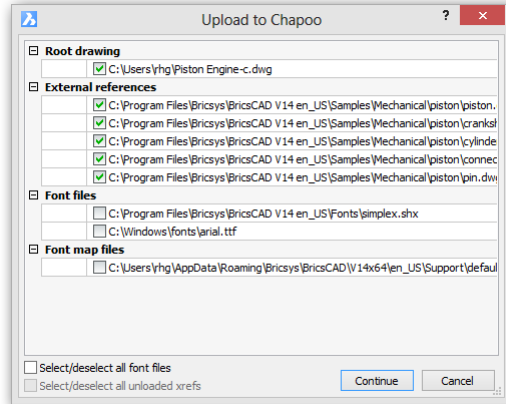 Upload to Chapoo
?
Root drawing
C:\Users\rhg\Piston Engine-c.dwg
External references
C:\Program Files\Bricsys\BricsCAD V14 en_US\Samples\Mechanical\piston\piston.
C:\Program Files\Bricsys\BricsCAD V14 en_US\Samples\Mechanical\piston\cranksh
C:\Program Files\Bricsys\BricsCAD V14 en_US\Samples\Mechanical\piston\cylinde
C:\Program Files\Bricsys\BricsCAD V14 en_US\Samples\Mechanical\piston\connec
C:\Program Files\Bricsys\BricsCAD V14 en_US\Samples\Mechanical\piston\pin.dw
Font files
C:\Program Files\Bricsys\BricsCAD V14 en_US\Fonts\simplex.shx
C:\Windows\fonts\arial.ttf
Font map files
C:\Users\rhg\AppData\Roaming\Bricsys\BricsCAD\V14x64\en_US\Support\defaul
Select/deselect all font files
Select/deselect all unloaded xrefs
Continue
Cancel